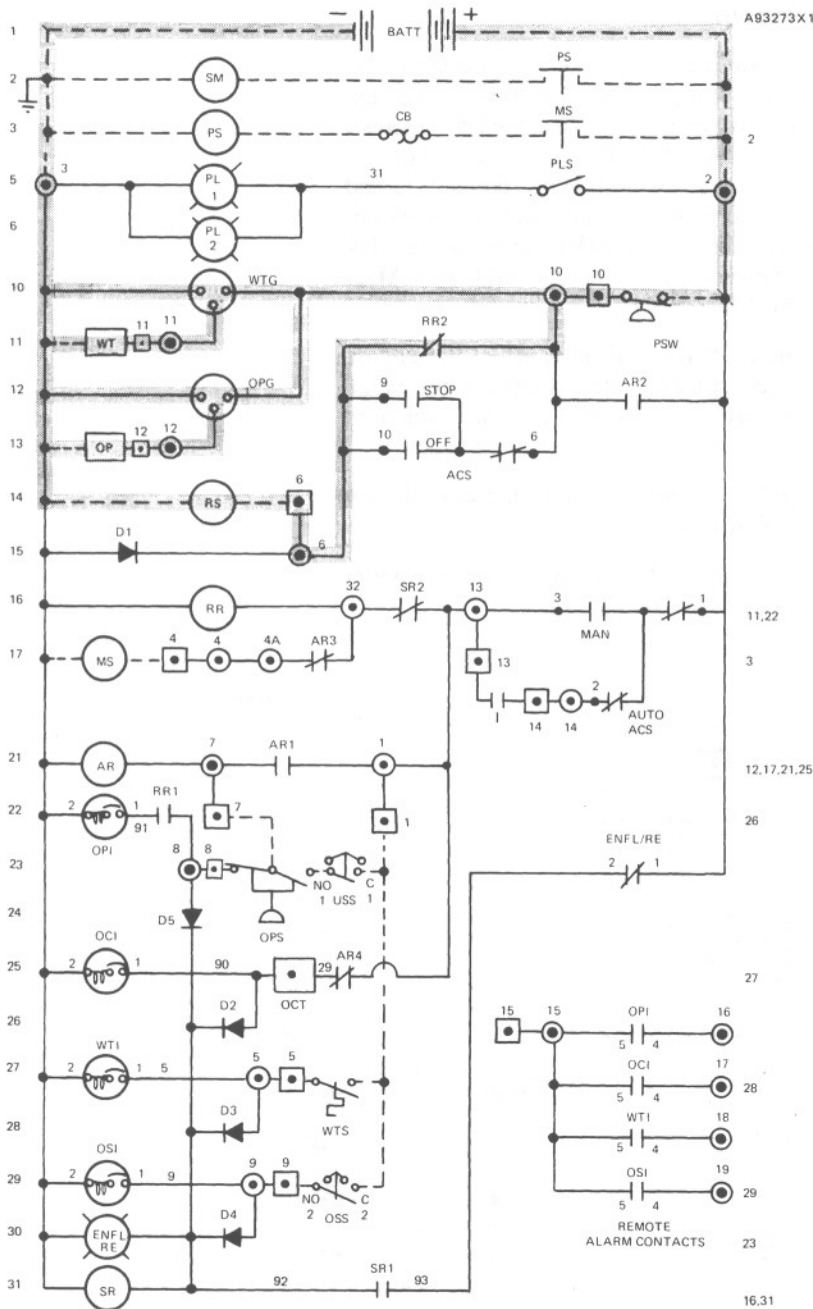 A93273X1
1 − BATT +
2 SM PS
3 PS CB MS 2
5 3 PL 1 31 PLS 2
6 PL 2
10 WTG 10 10 PSW
11 WT 11 11 RR2
12 OPG 9 STOP AR2
13 OP 12 12 10 OFF 6
ACS
14 RS 6
15 D1 6
16 RR 32 SR2 13 3 MAN 1 11,22
17 MS 4 4 4A AR3 13 3
I 14 14 2 AUTO
ACS
21 AR 7 AR1 1 12,17,21,25
22 2 1 RR1 7 1 26
OPI 91 ENFL/RE
23 8 8 NO C 2 1
1 USS 1
24 D5 OPS
OCI
25 2 1 90 OCT 29 AR4 27
26 D2 15 15 OPI 16
5 4
WTI
27 2 1 5 5 5 OCI 17 28
5 4
28 D3 WTS WTI 18
5 4
OSI
29 2 1 9 9 9 NO C OSI 19 29
2 OSS 2 5 4
30 ENFL RE D4 REMOTE
ALARM CONTACTS 23
31 SR 92 SR1 93 16,31